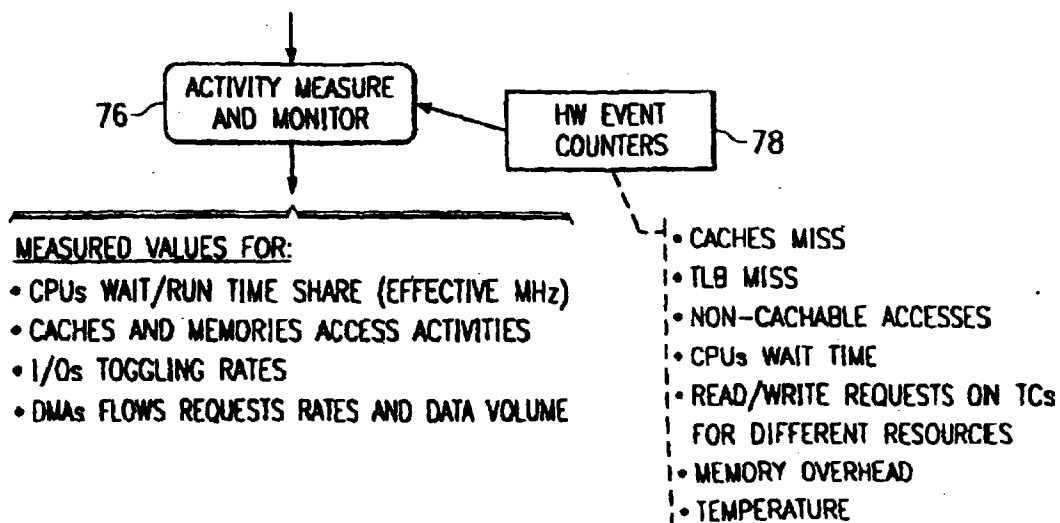 ACTIVITY MEASURE
AND MONITOR
76
HW EVENT
COUNTERS
78
MEASURED VALUES FOR:
• CPUs WAIT/RUN TIME SHARE (EFFECTIVE MHz)
• CACHES AND MEMORIES ACCESS ACTIVITIES
• I/Os TOGGLING RATES
• DMAs FLOWS REQUESTS RATES AND DATA VOLUME
• CACHES MISS
• TLB MISS
• NON-CACHABLE ACCESSES
• CPUs WAIT TIME
• READ/WRITE REQUESTS ON TCs
FOR DIFFERENT RESOURCES
• MEMORY OVERHEAD
• TEMPERATURE